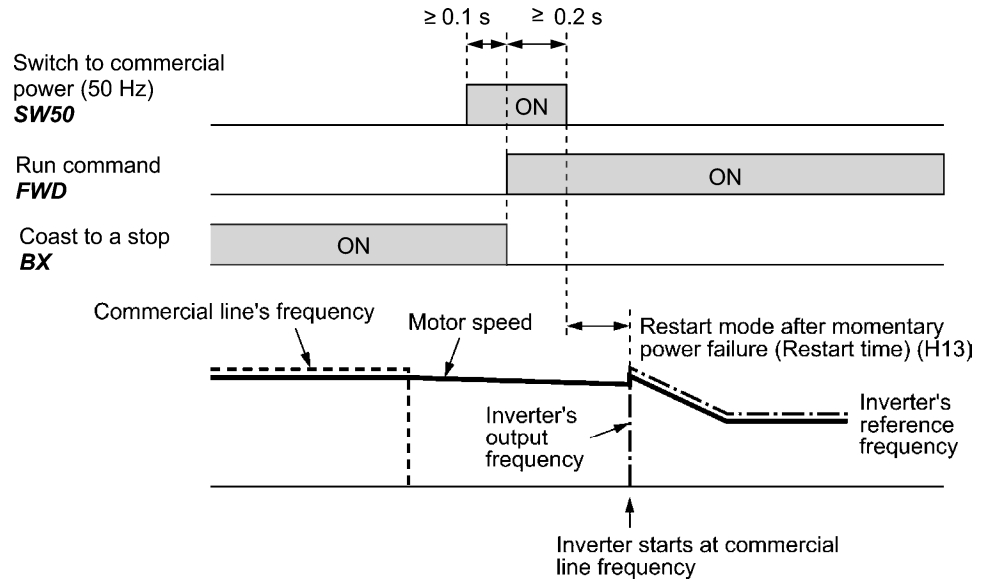 ≥ 0.1 s
≥ 0.2 s
Switch to commercial
power (50 Hz)
SW50
ON
Run command
FWD
ON
Coast to a stop
BX
ON
Commercial line's frequency
Motor speed
Restart mode after momentary
power failure (Restart time) (H13)
Inverter's
output
frequency
Inverter's
reference
frequency
Inverter starts at commercial
line frequency